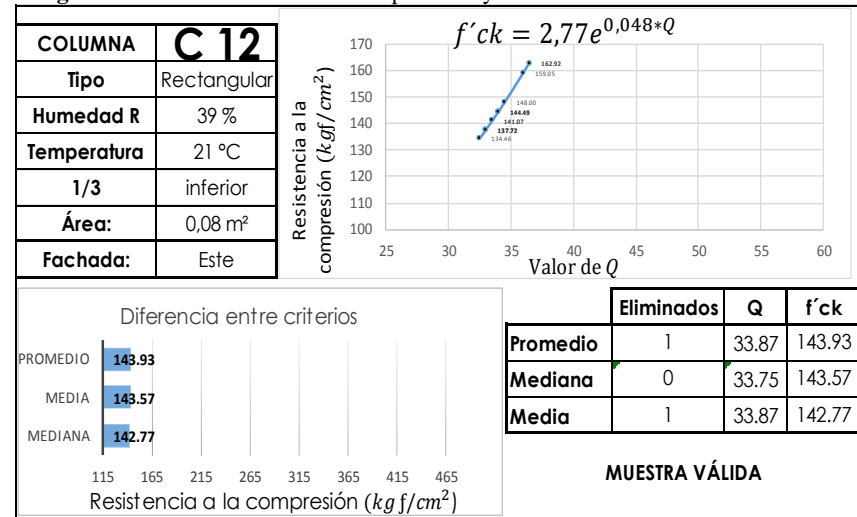 COLUMNA C 12
Tipo Rectangular
Humedad R 39 %
Temperatura 21 °C
1/3 inferior
Área: 0,08 m²
Fachada: Este
f´ck = 2,77e^{0,048*Q}
Resistencia a la
compresión (kgf/cm²)
170
160
150
140
130
120
110
100
162.92
159.05
148.00
144.49
141.07
137.72
134.46
25 30 35 40 45 50 55 60
Valor de Q
Diferencia entre criterios
PROMEDIO 143.93
MEDIA 143.57
MEDIANA 142.77
115 165 215 265 315 365 415 465
Resistencia a la compresión (kgf/cm²)
Eliminados Q f´ck
Promedio 1 33.87 143.93
Mediana 0 33.75 143.57
Media 1 33.87 142.77
MUESTRA VÁLIDA